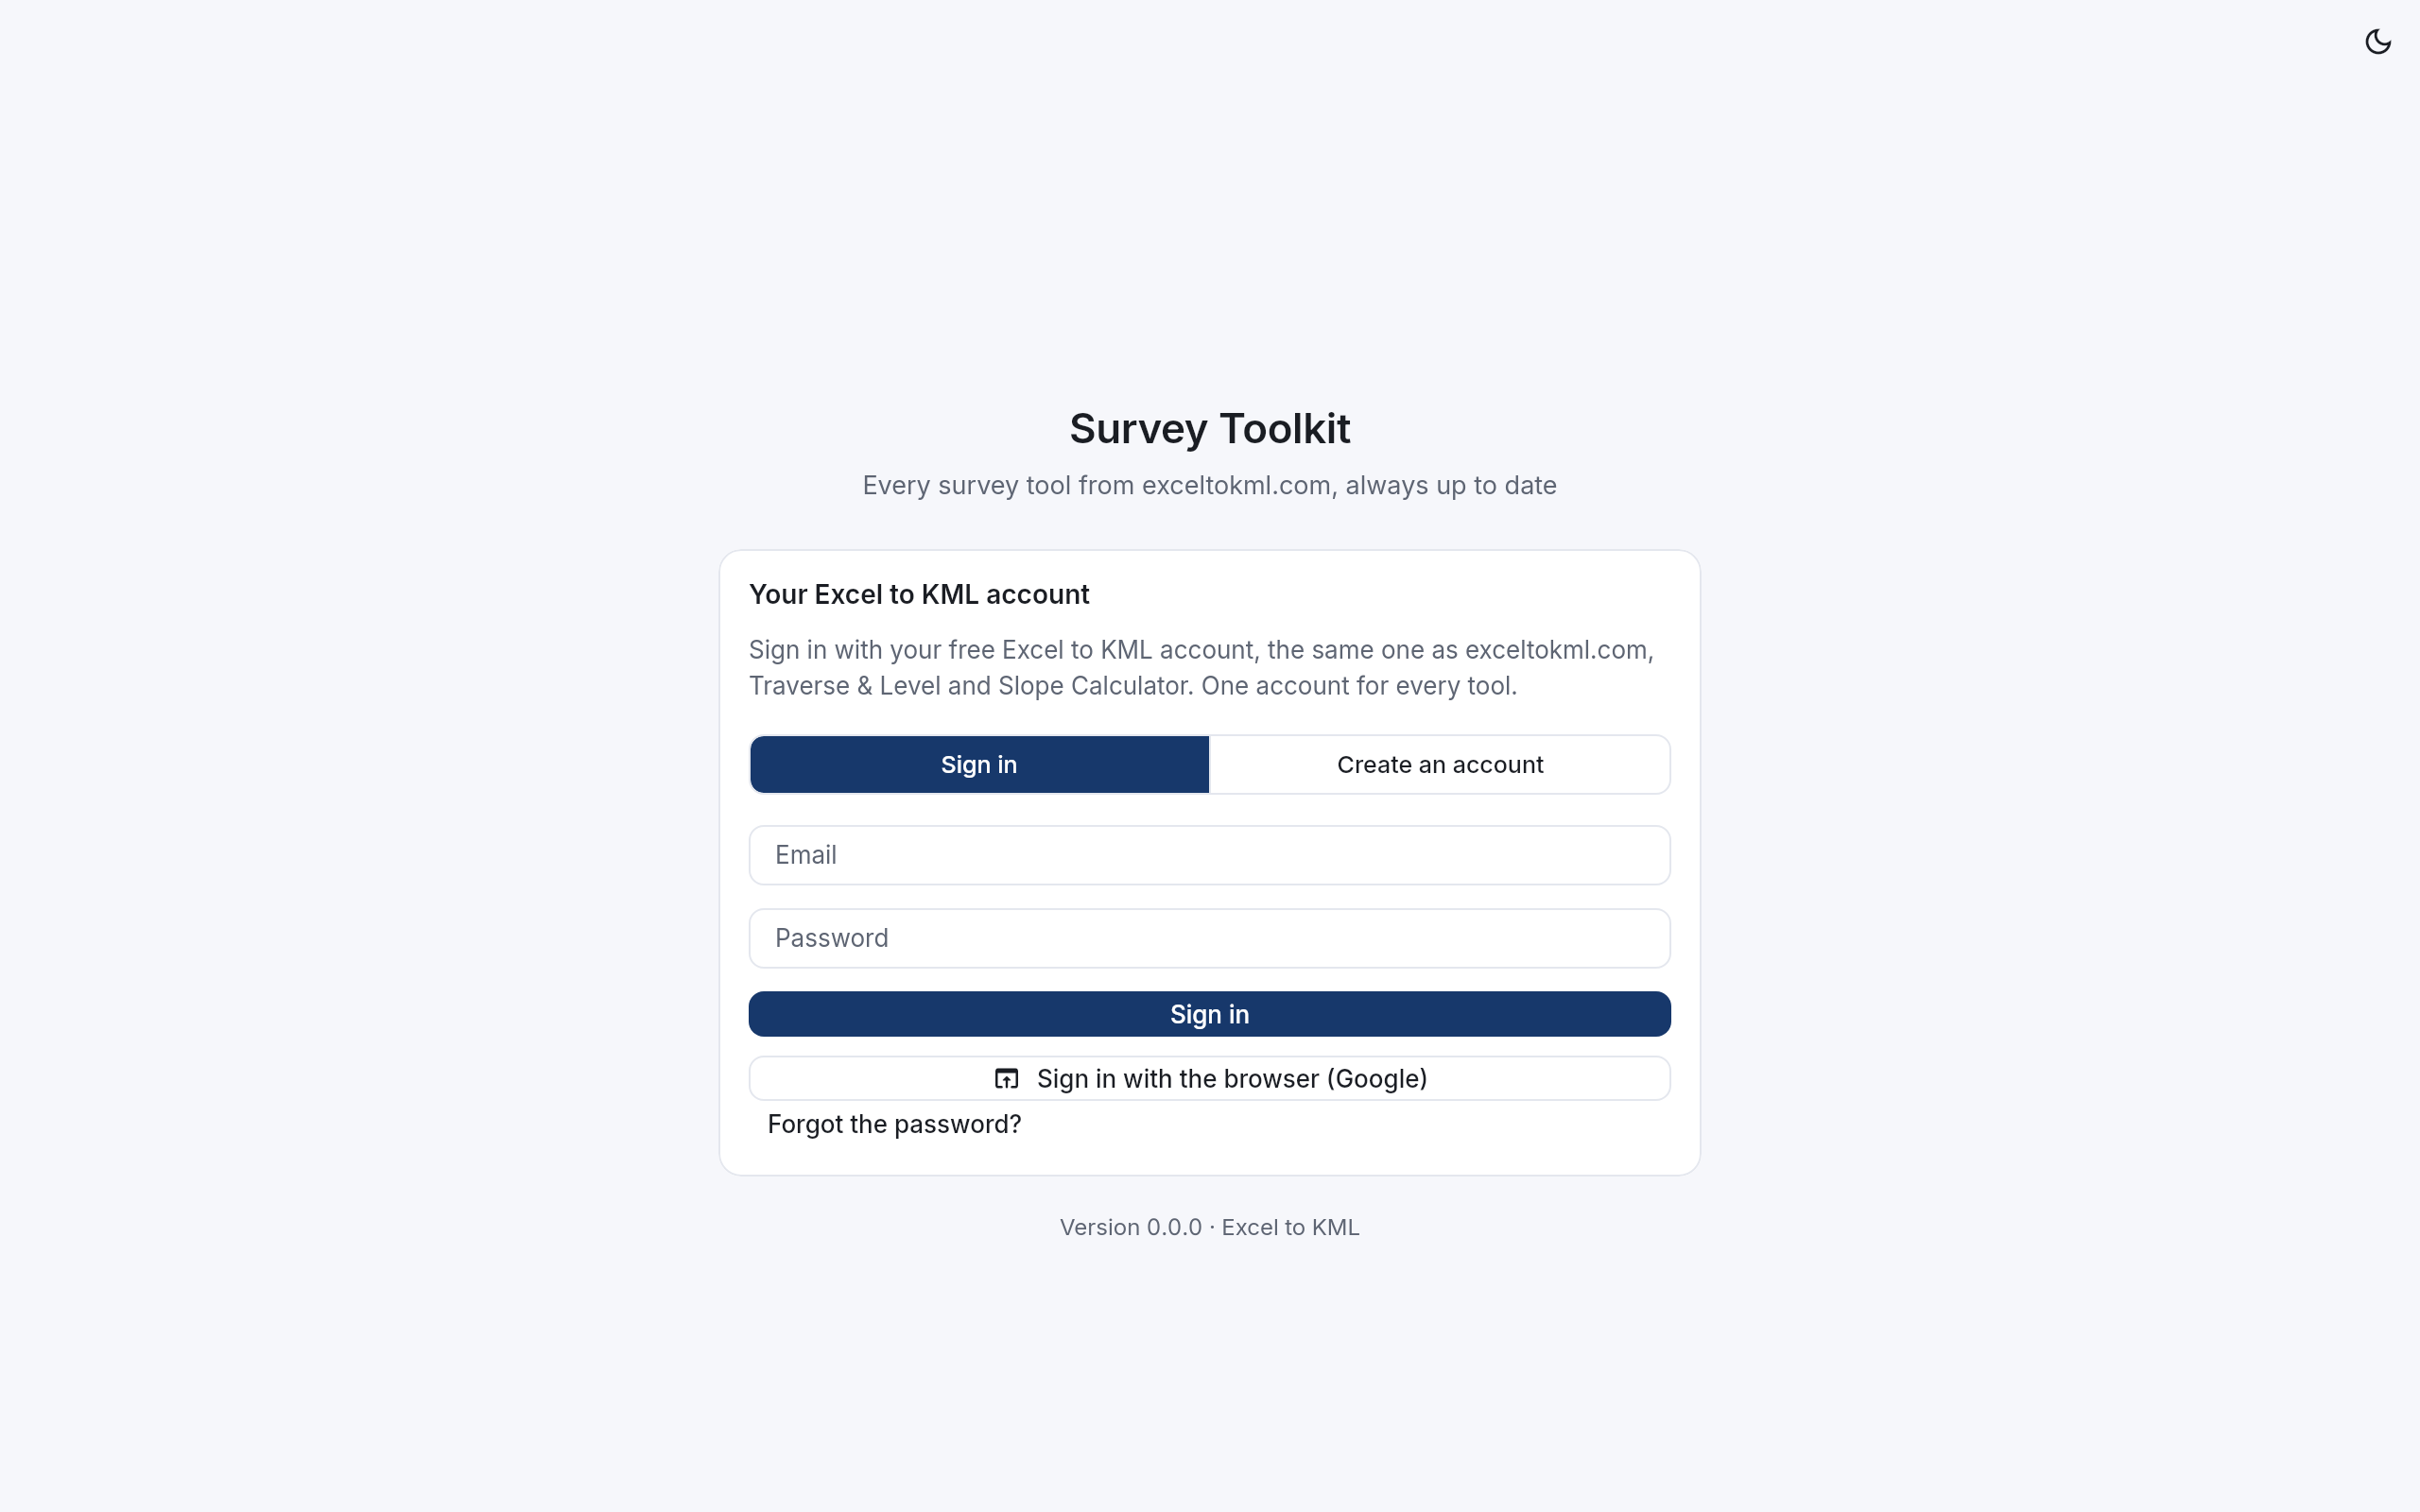 Survey Toolkit
Every survey tool from exceltokml.com, always up to date
Your Excel to KML account
Sign in with your free Excel to KML account, the same one as exceltokml.com,
Traverse & Level and Slope Calculator. One account for every tool.
Sign in
Create an account
Email
Password
Sign in
Sign in with the browser (Google)
Forgot the password?
Version 0.0.0 · Excel to KML